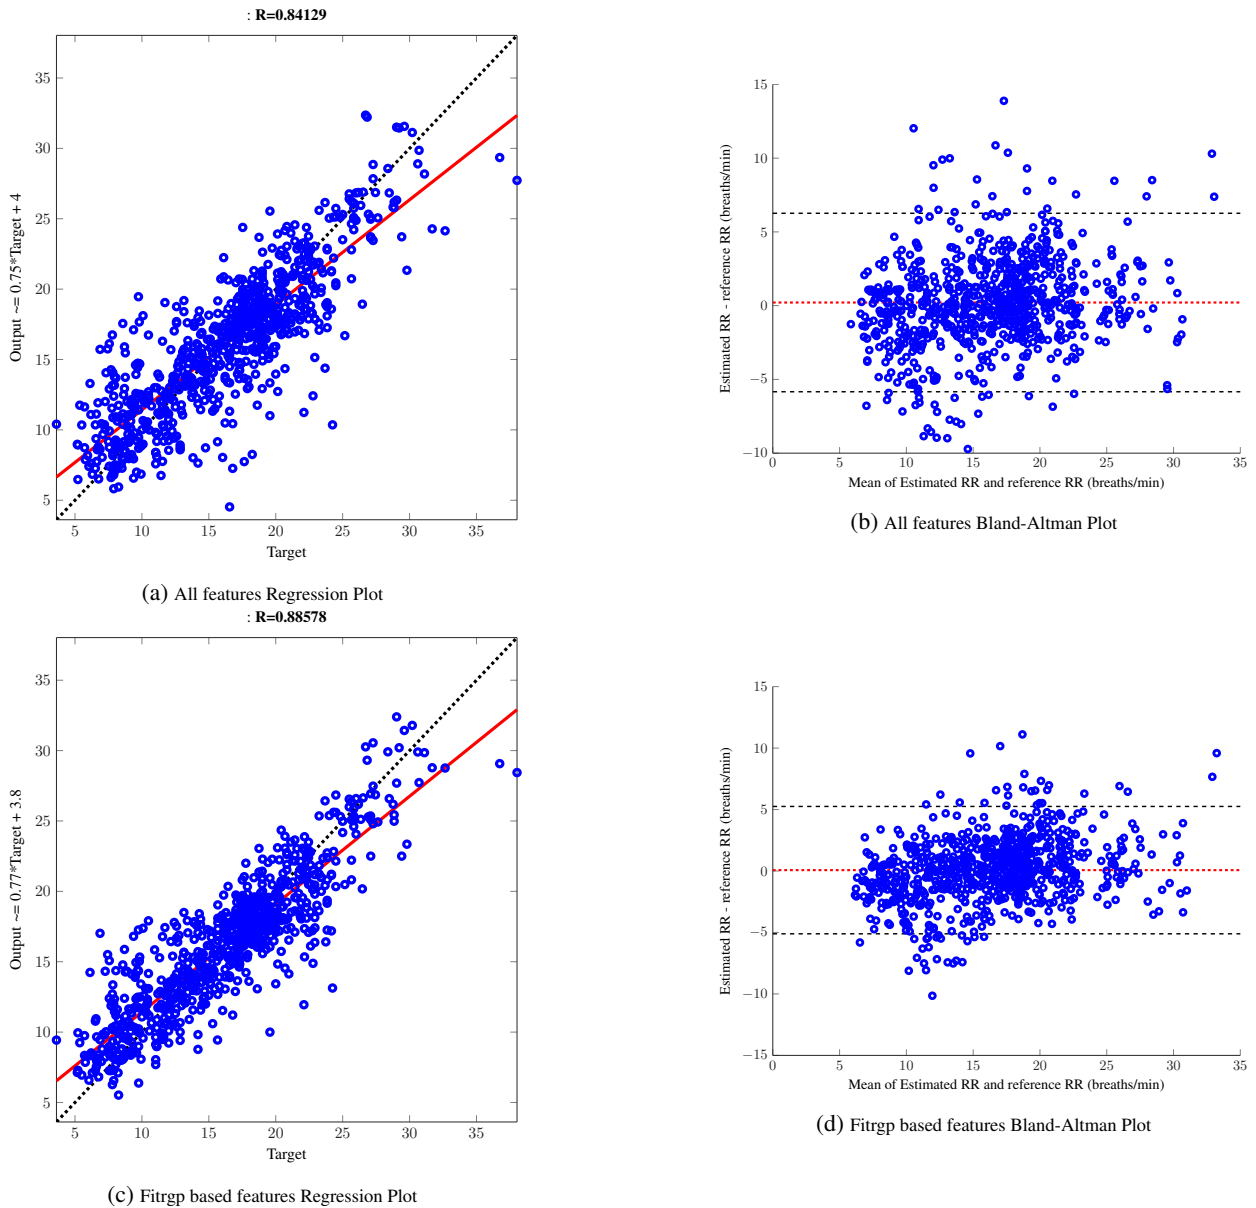 : R=0.84129
35
30
25
20
15
10
5
Output ~= 0.75*Target + 4
5 10 15 20 25 30 35
Target
(a) All features Regression Plot
15
10
5
0
−5
−10
Estimated RR - reference RR (breaths/min)
0 5 10 15 20 25 30 35
Mean of Estimated RR and reference RR (breaths/min)
(b) All features Bland-Altman Plot
: R=0.88578
35
30
25
20
15
10
5
Output ~= 0.77*Target + 3.8
5 10 15 20 25 30 35
Target
(c) Fitrgp based features Regression Plot
15
10
5
0
−5
−10
−15
Estimated RR - reference RR (breaths/min)
0 5 10 15 20 25 30 35
Mean of Estimated RR and reference RR (breaths/min)
(d) Fitrgp based features Bland-Altman Plot